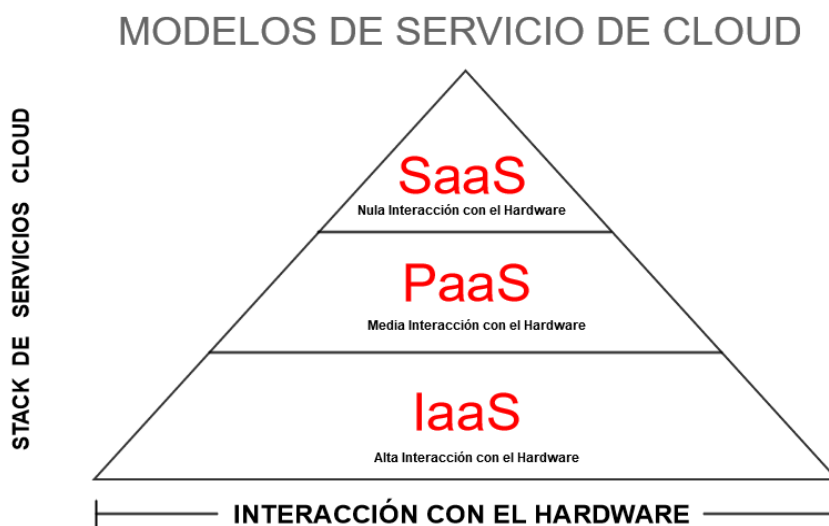 MODELOS DE SERVICIO DE CLOUD
STACK DE SERVICIOS CLOUD
SaaS
Nula Interacción con el Hardware
PaaS
Media Interacción con el Hardware
IaaS
Alta Interacción con el Hardware
INTERACCIÓN CON EL HARDWARE